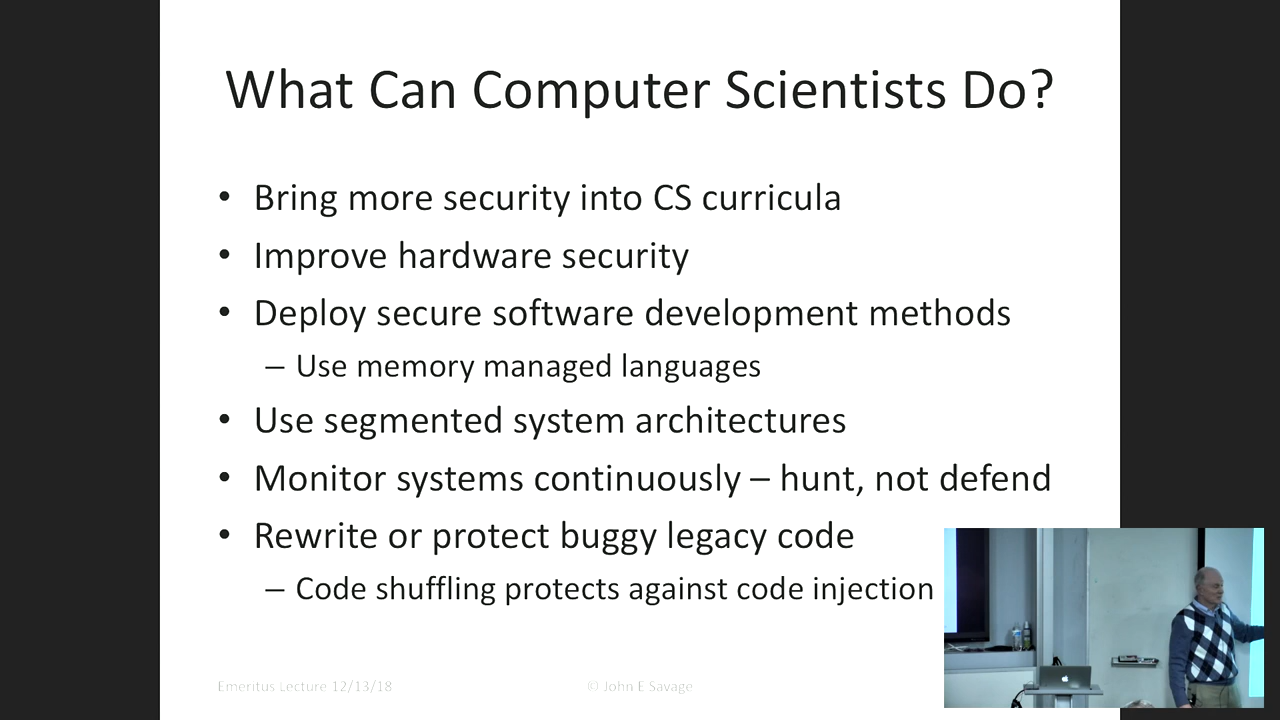 What Can Computer Scientists Do?
• Bring more security into CS curricula
• Improve hardware security
• Deploy secure software development methods
– Use memory managed languages
• Use segmented system architectures
• Monitor systems continuously – hunt, not defend
• Rewrite or protect buggy legacy code
– Code shuffling protects against code injection
Emeritus Lecture 12/13/18
© John E Savage